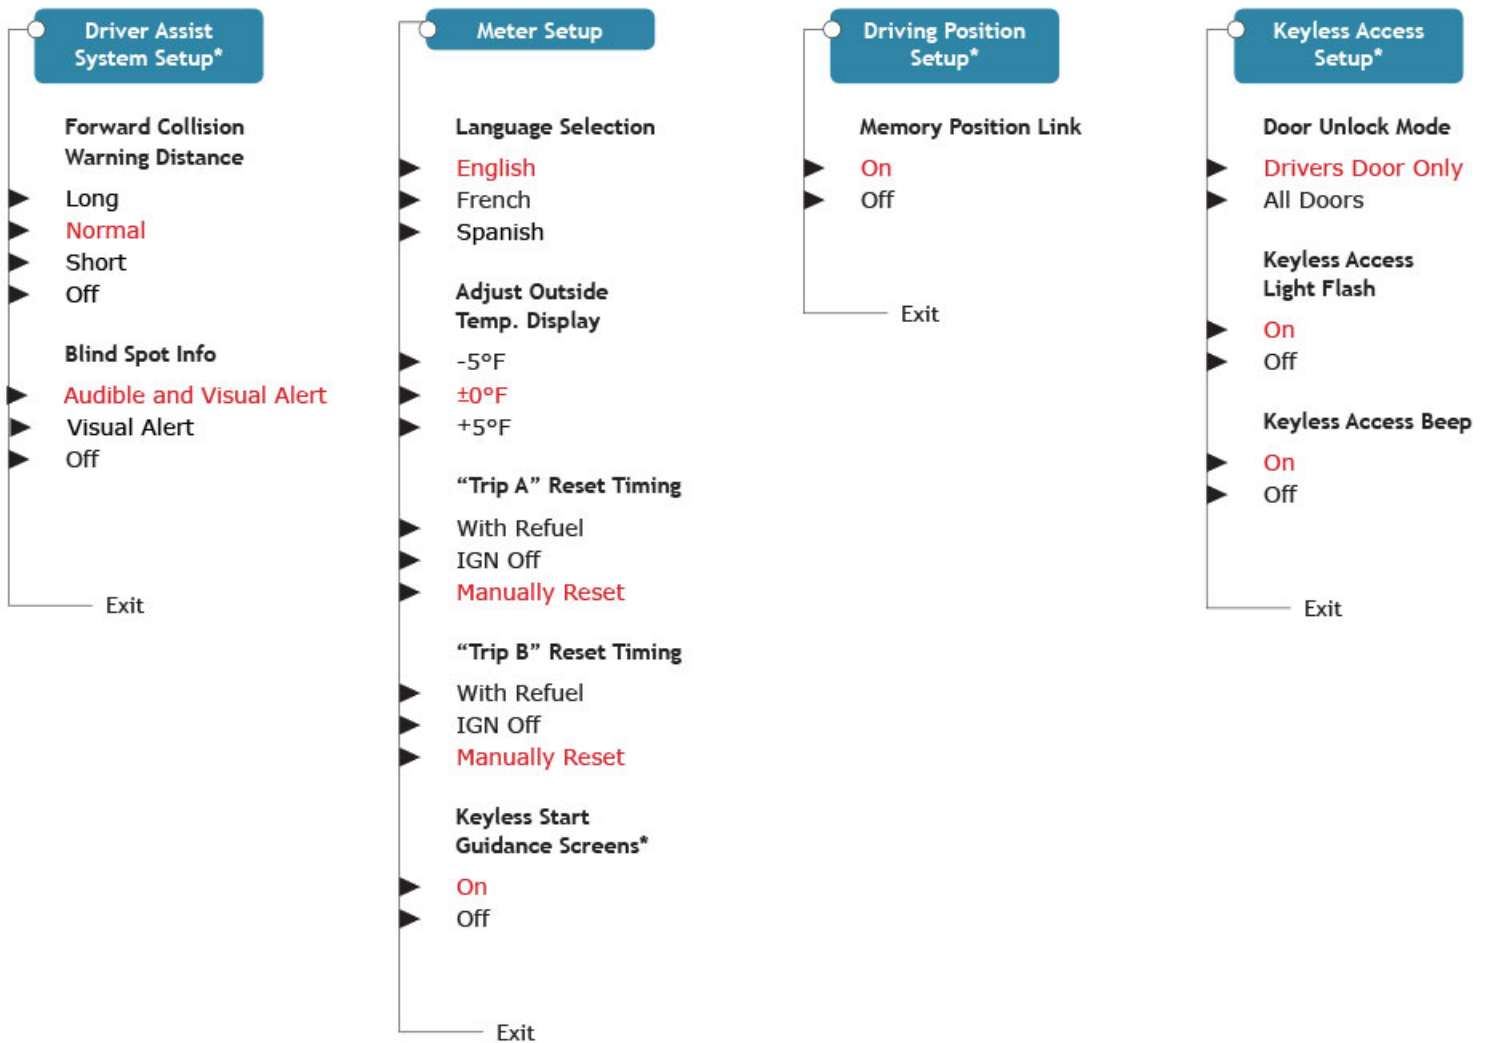 Driver Assist
System Setup*
Forward Collision
Warning Distance
Long
Normal
Short
Off
Blind Spot Info
Audible and Visual Alert
Visual Alert
Off
Exit
Meter Setup
Language Selection
English
French
Spanish
Adjust Outside
Temp. Display
-5°F
±0°F
+5°F
“Trip A” Reset Timing
With Refuel
IGN Off
Manually Reset
“Trip B” Reset Timing
With Refuel
IGN Off
Manually Reset
Keyless Start
Guidance Screens*
On
Off
Exit
Driving Position
Setup*
Memory Position Link
On
Off
Exit
Keyless Access
Setup*
Door Unlock Mode
Drivers Door Only
All Doors
Keyless Access
Light Flash
On
Off
Keyless Access Beep
On
Off
Exit